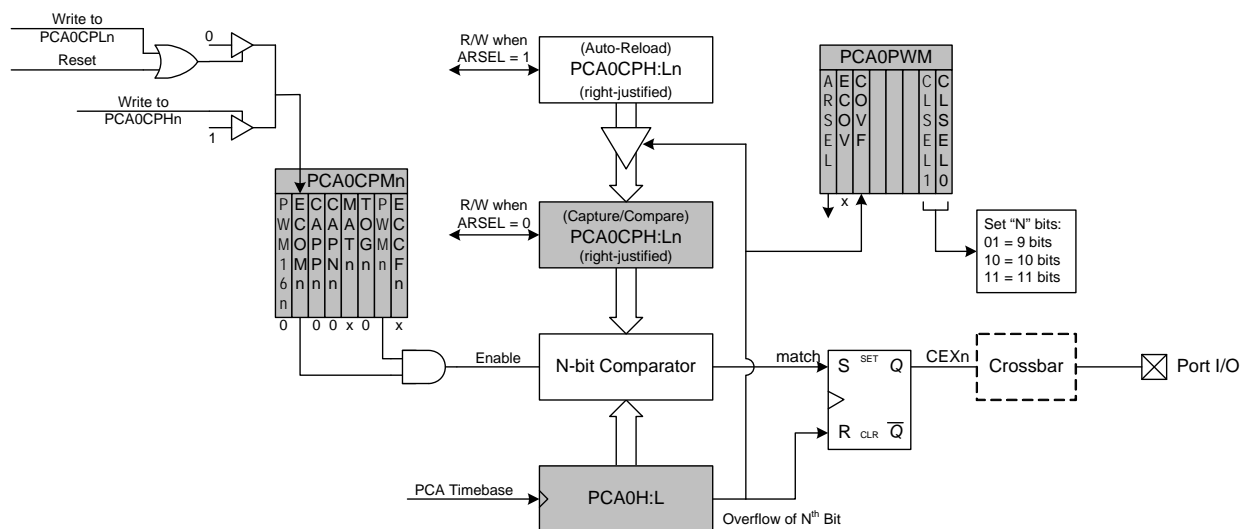 Write to
PCA0CPLn
Reset
0
Write to
PCA0CPHn
1
R/W when
ARSEL = 1
(Auto-Reload)
PCA0CPH:Ln
(right-justified)
PCA0PWM
ARSEL
ECOV
COVF
CLSEL1
CLSEL0
x
Set “N” bits:
01 = 9 bits
10 = 10 bits
11 = 11 bits
PCA0CPMn
PWM16n
ECOMn
CAPPn
CAPNn
MATn
TOGn
PWMn
ECCFn
0 0 0 x 0 x
R/W when
ARSEL = 0
(Capture/Compare)
PCA0CPH:Ln
(right-justified)
Enable
N-bit Comparator
match
S SET Q
R CLR Q
CEXn
Crossbar
Port I/O
PCA Timebase
PCA0H:L
Overflow of Nth Bit